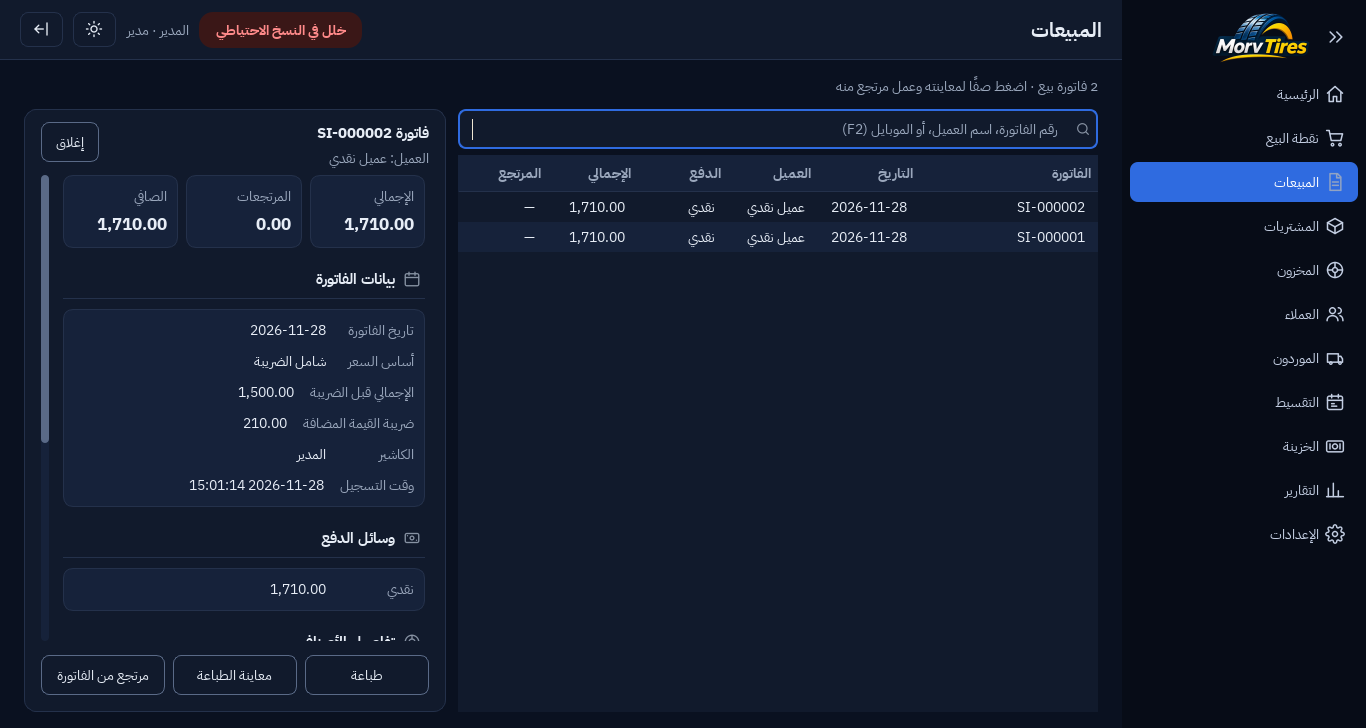 MorvTires
الرئيسية
نقطة البيع
المبيعات
المشتريات
المخزون
العملاء
الموردون
التقسيط
الخزينة
التقارير
الإعدادات
المبيعات
خلل في النسخ الاحتياطي
المدير · مدير
2 فاتورة بيع · اضغط صفًا لمعاينته وعمل مرتجع منه
رقم الفاتورة، اسم العميل، أو الموبايل (F2)
الفاتورة التاريخ العميل الدفع الإجمالي المرتجع
SI-000002 2026-11-28 عميل نقدي نقدي 1,710.00 —
SI-000001 2026-11-28 عميل نقدي نقدي 1,710.00 —
فاتورة SI-000002
إغلاق
العميل: عميل نقدي
الإجمالي المرتجعات الصافي
1,710.00 0.00 1,710.00
بيانات الفاتورة
تاريخ الفاتورة 2026-11-28
أساس السعر شامل الضريبة
الإجمالي قبل الضريبة 1,500.00
ضريبة القيمة المضافة 210.00
الكاشير المدير
وقت التسجيل 2026-11-28 15:01:14
وسائل الدفع
نقدي 1,710.00
طباعة معاينة الطباعة مرتجع من الفاتورة